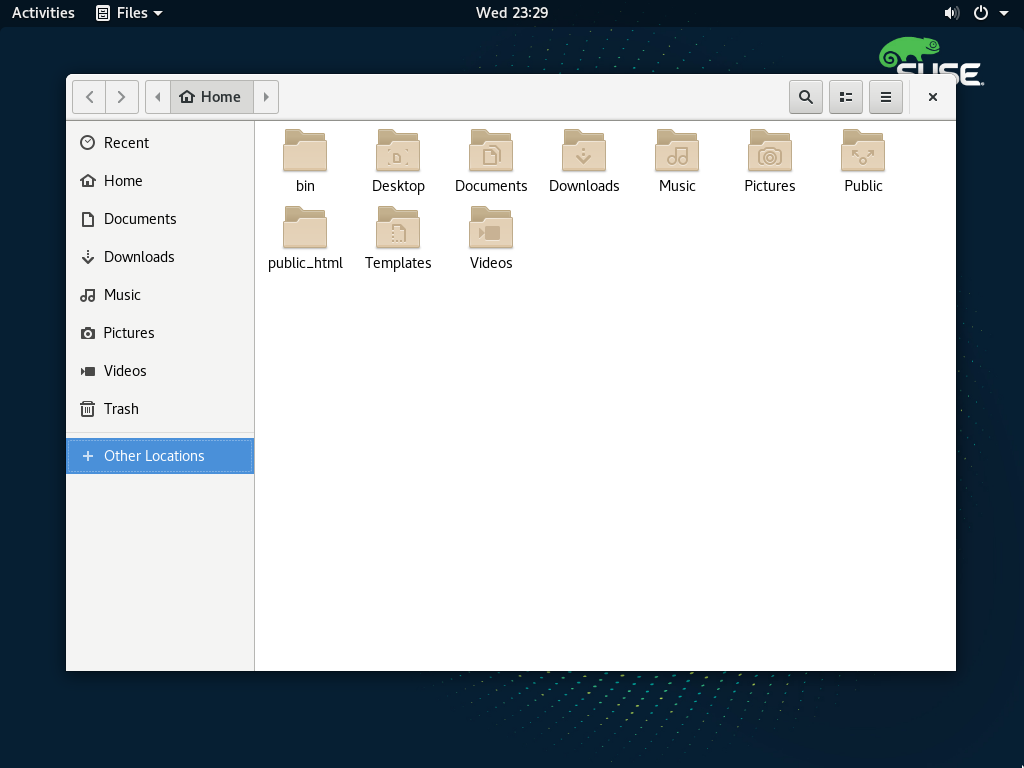 Activities Files Wed 23:29
SUSE.
Home
Recent
Home
Documents
Downloads
Music
Pictures
Videos
Trash
Other Locations
bin Desktop Documents Downloads Music Pictures Public
public_html Templates Videos